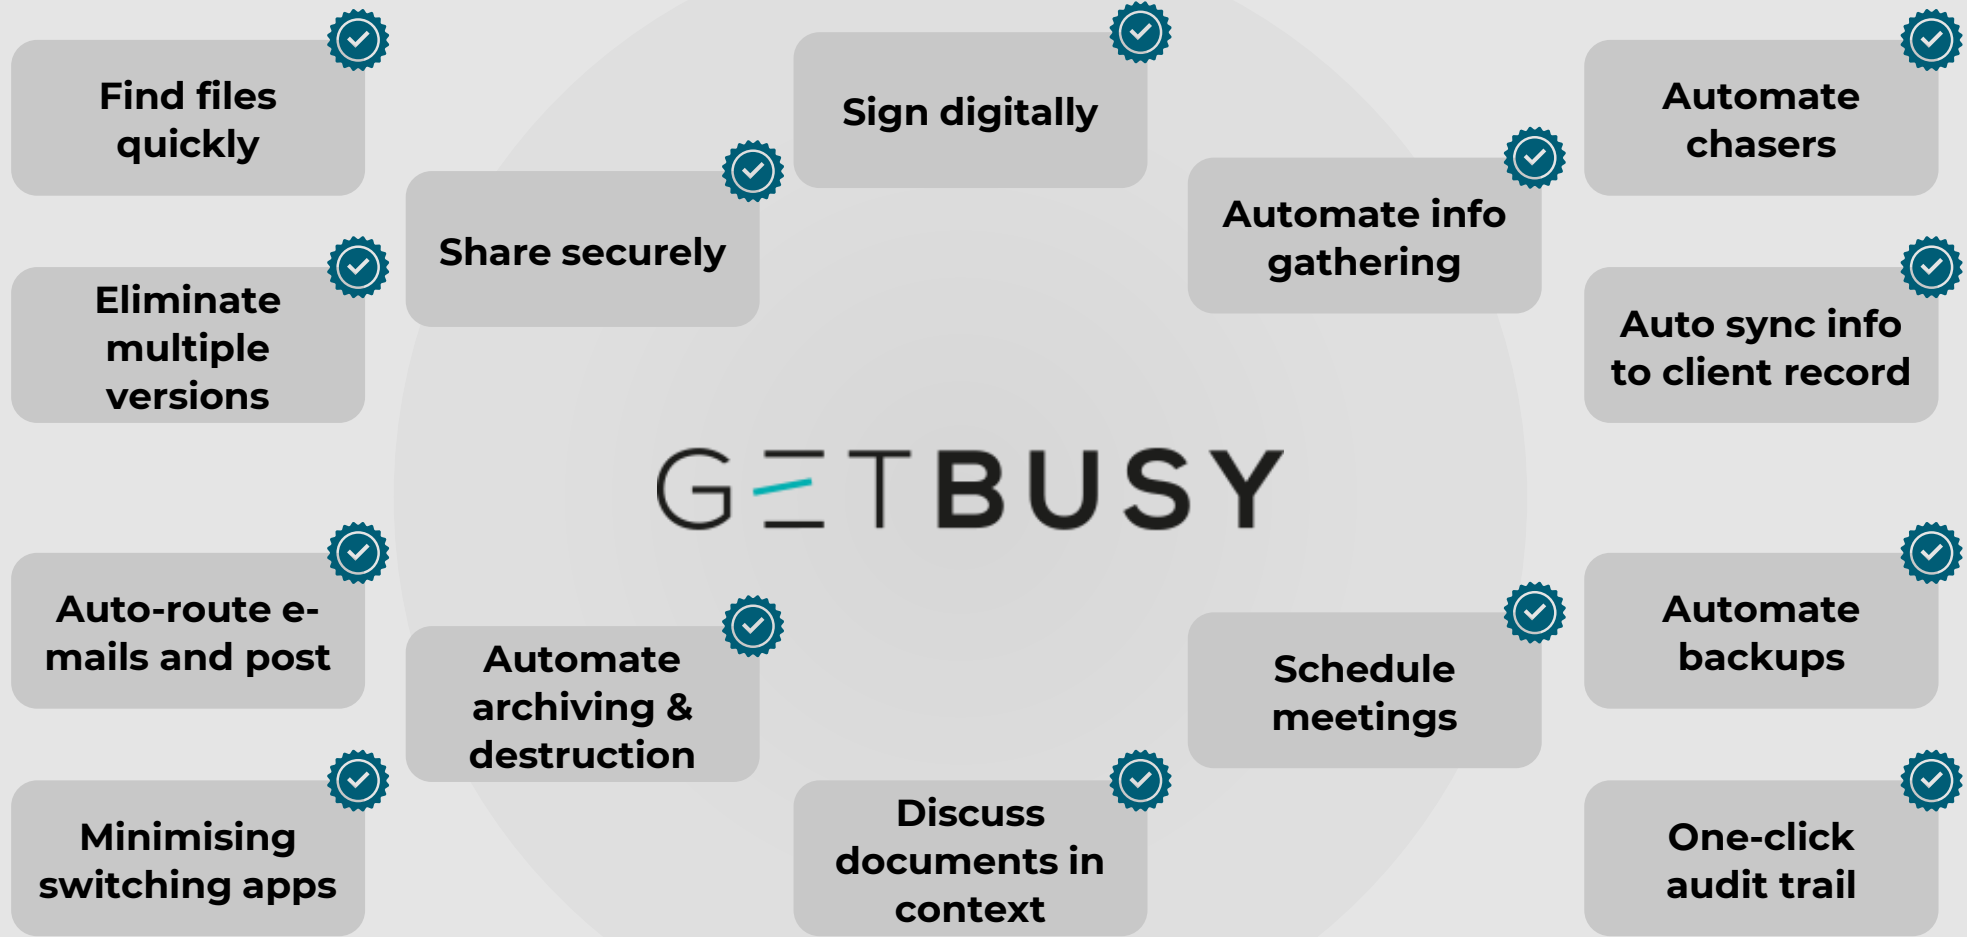 Find files
quickly
Sign digitally
Automate
chasers
Share securely
Automate info
gathering
Eliminate
multiple
versions
Auto sync info
to client record
GETBUSY
Auto-route e-
mails and post
Automate
archiving &
destruction
Schedule
meetings
Automate
backups
Minimising
switching apps
Discuss
documents in
context
One-click
audit trail